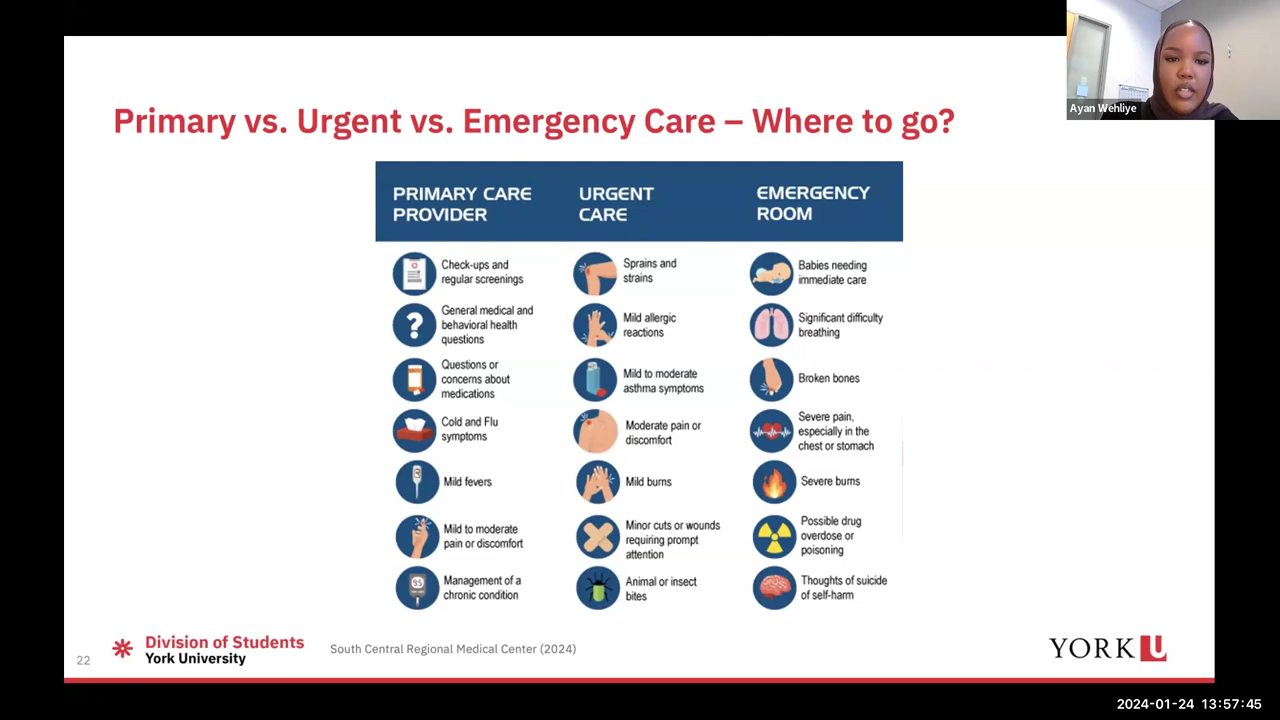 Ayan Wehliye
Primary vs. Urgent vs. Emergency Care – Where to go?
PRIMARY CARE
PROVIDER
Check-ups and
regular screenings
General medical and
behavioral health
questions
Questions or
concerns about
medications
Cold and Flu
symptoms
Mild fevers
Mild to moderate
pain or discomfort
95
Management of a
chronic condition
URGENT
CARE
Sprains and
strains
Mild allergic
reactions
Mild to moderate
asthma symptoms
Moderate pain or
discomfort
Mild burns
Minor cuts or wounds
requiring prompt
attention
Animal or insect
bites
EMERGENCY
ROOM
Babies needing
immediate care
Significant difficulty
breathing
Broken bones
Severe pain,
especially in the
chest or stomach
Severe burns
Possible drug
overdose or
poisoning
Thoughts of suicide
of self-harm
22
Division of Students
York University
South Central Regional Medical Center (2024)
YORK U
2024-01-24 13:57:45